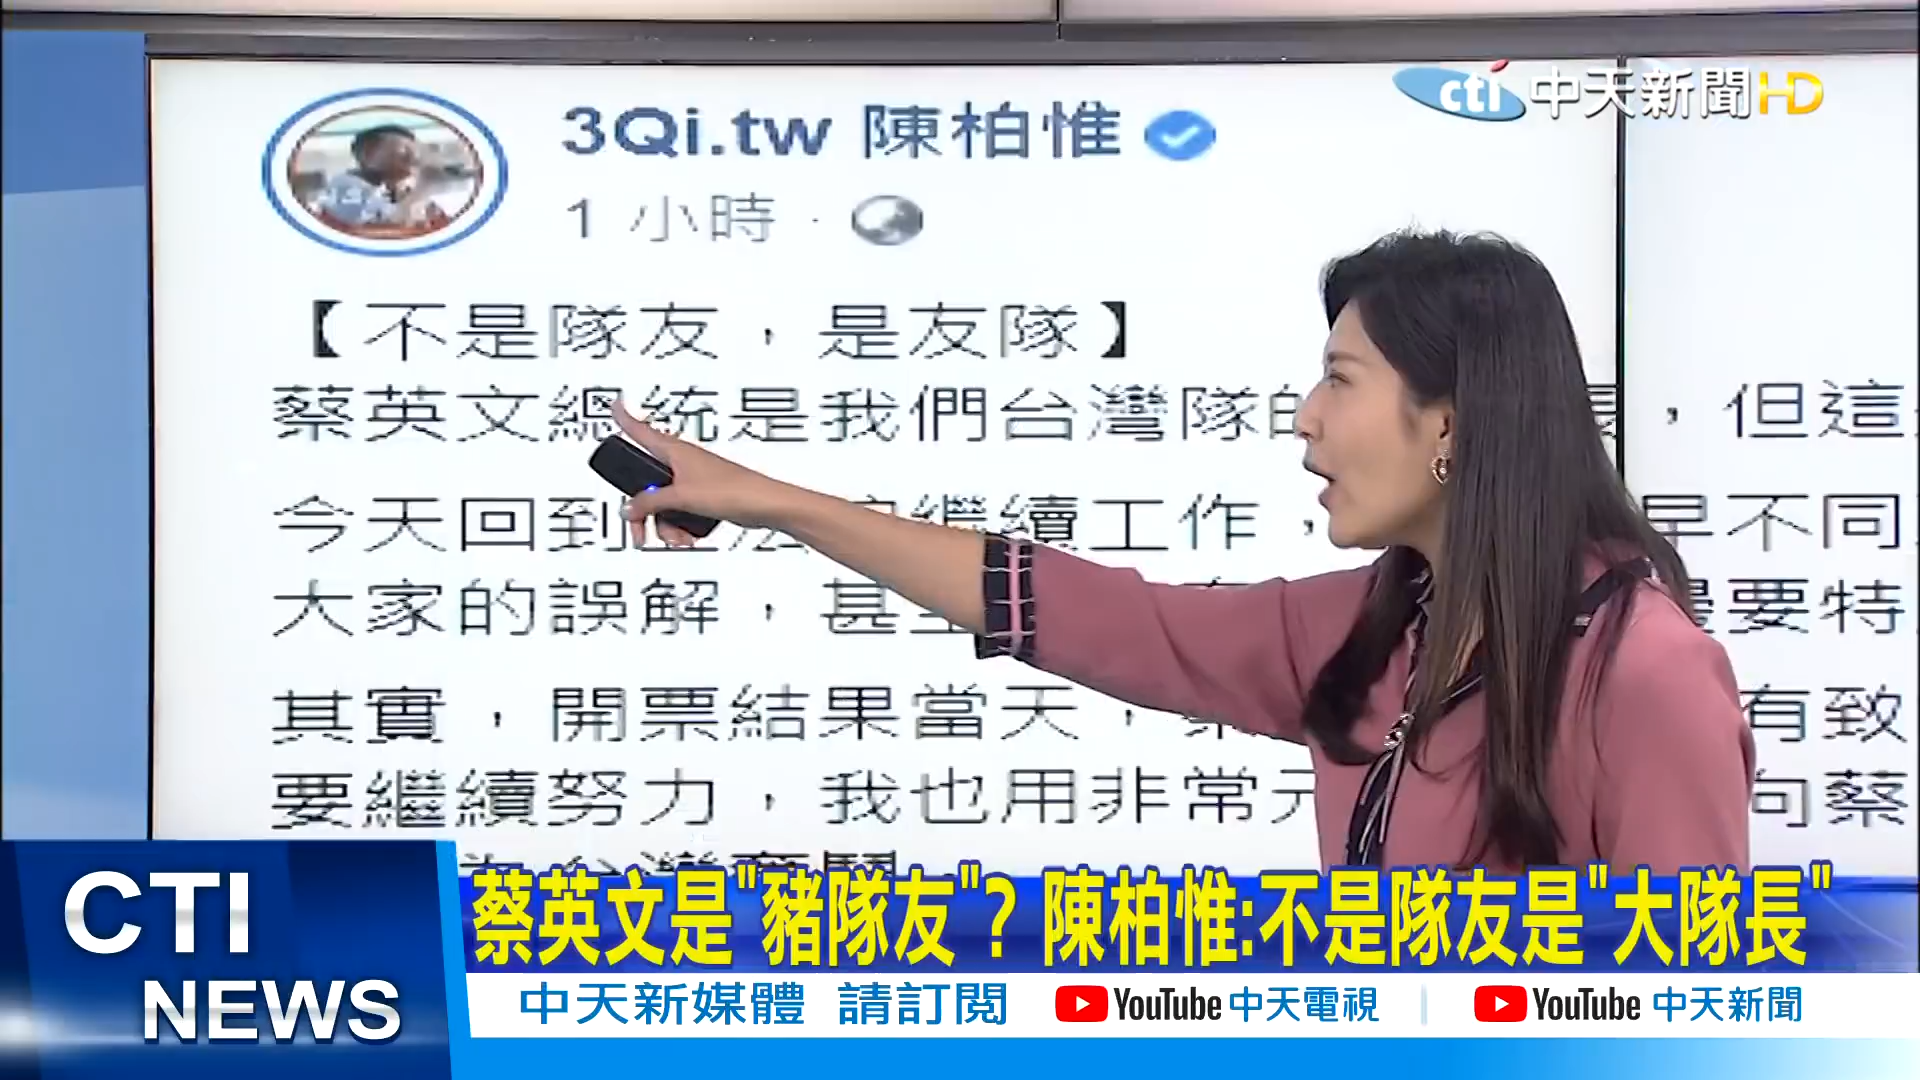 cti 中天新聞HD
3Qi.tw 陳柏惟
1 小時
【不是隊友，是友隊】
蔡英文總統是我們台灣隊的 ，但這
今天回到 繼續工作， 早不同
大家的誤解，甚至 要特
其實，開票結果當天， 有致
要繼續努力，我也用非常元 向蔡
CTI NEWS
蔡英文是"豬隊友"? 陳柏惟:不是隊友是"大隊長"
中天新媒體 請訂閱 YouTube 中天電視 YouTube 中天新聞